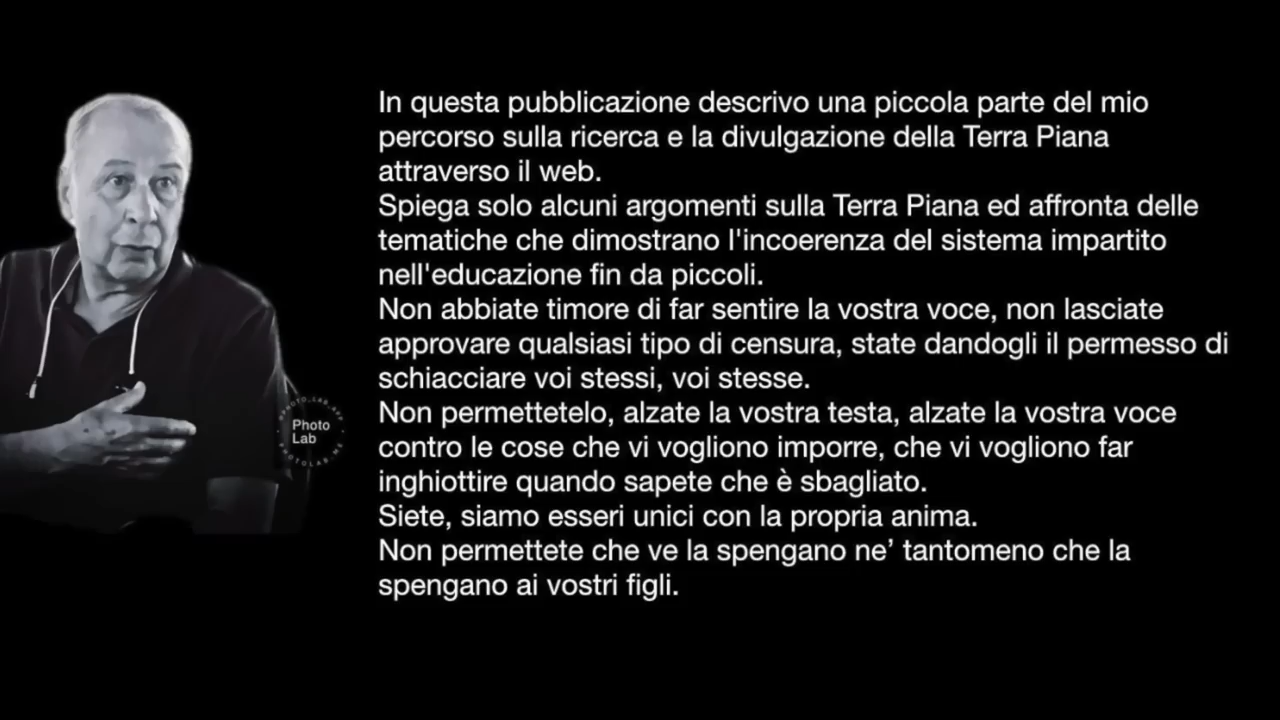 In questa pubblicazione descrivo una piccola parte del mio
percorso sulla ricerca e la divulgazione della Terra Piana
attraverso il web.
Spiega solo alcuni argomenti sulla Terra Piana ed affronta delle
tematiche che dimostrano l'incoerenza del sistema impartito
nell'educazione fin da piccoli.
Non abbiate timore di far sentire la vostra voce, non lasciate
approvare qualsiasi tipo di censura, state dandogli il permesso di
schiacciare voi stessi, voi stesse.
Non permettetelo, alzate la vostra testa, alzate la vostra voce
contro le cose che vi vogliono imporre, che vi vogliono far
inghiottire quando sapete che è sbagliato.
Siete, siamo esseri unici con la propria anima.
Non permettete che ve la spengano ne’ tantomeno che la
spengano ai vostri figli.
Photo
Lab